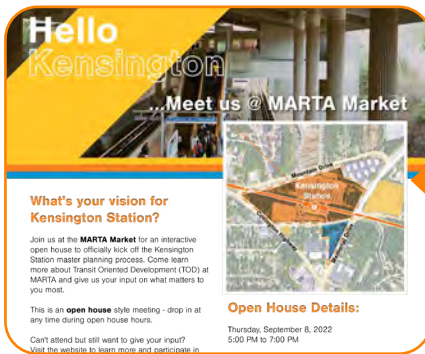 Hello
Kensington
...Meet us @ MARTA Market
What's your vision for
Kensington Station?
Join us at the MARTA Market for an interactive
open house to officially kick off the Kensington
Station master planning process. Come learn
more about Transit Oriented Development (TOD) at
MARTA and give us your input on what matters to
you most.
This is an open house style meeting - drop in at
any time during open house hours.
Can't attend but still want to give your input?
Visit the website to learn more and participate in
Mountain Drive
Kensington
Station
Memorial Drive
Open House Details:
Thursday, September 8, 2022
5:00 PM to 7:00 PM